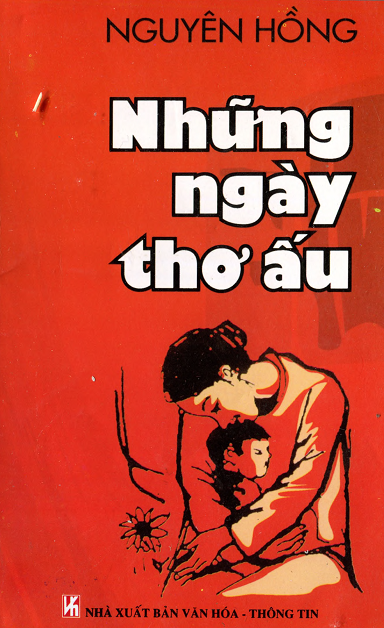 NGUYÊN HỒNG
Những
ngày
thơ ấu
NHÀ XUẤT BẢN VĂN HÓA - THÔNG TIN